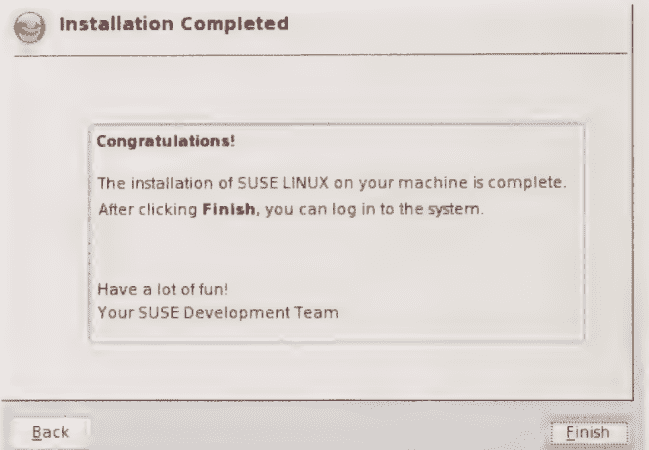 Installation Completed
Congratulations!
The installation of SUSE LINUX on your machine is complete.
After clicking Finish, you can log in to the system.
Have a lot of fun!
Your SUSE Development Team
Back
Finish